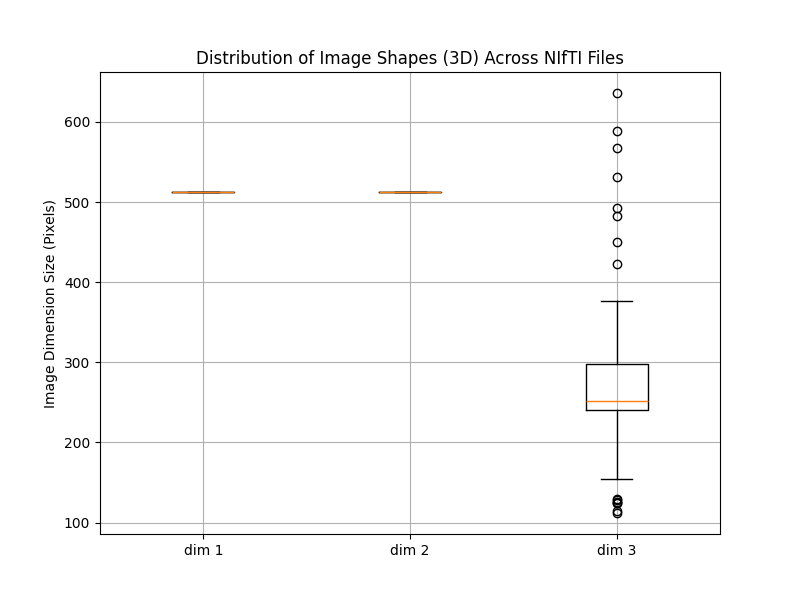 Distribution of Image Shapes (3D) Across NIfTI Files
Image Dimension Size (Pixels)
600
500
400
300
200
100
dim 1
dim 2
dim 3